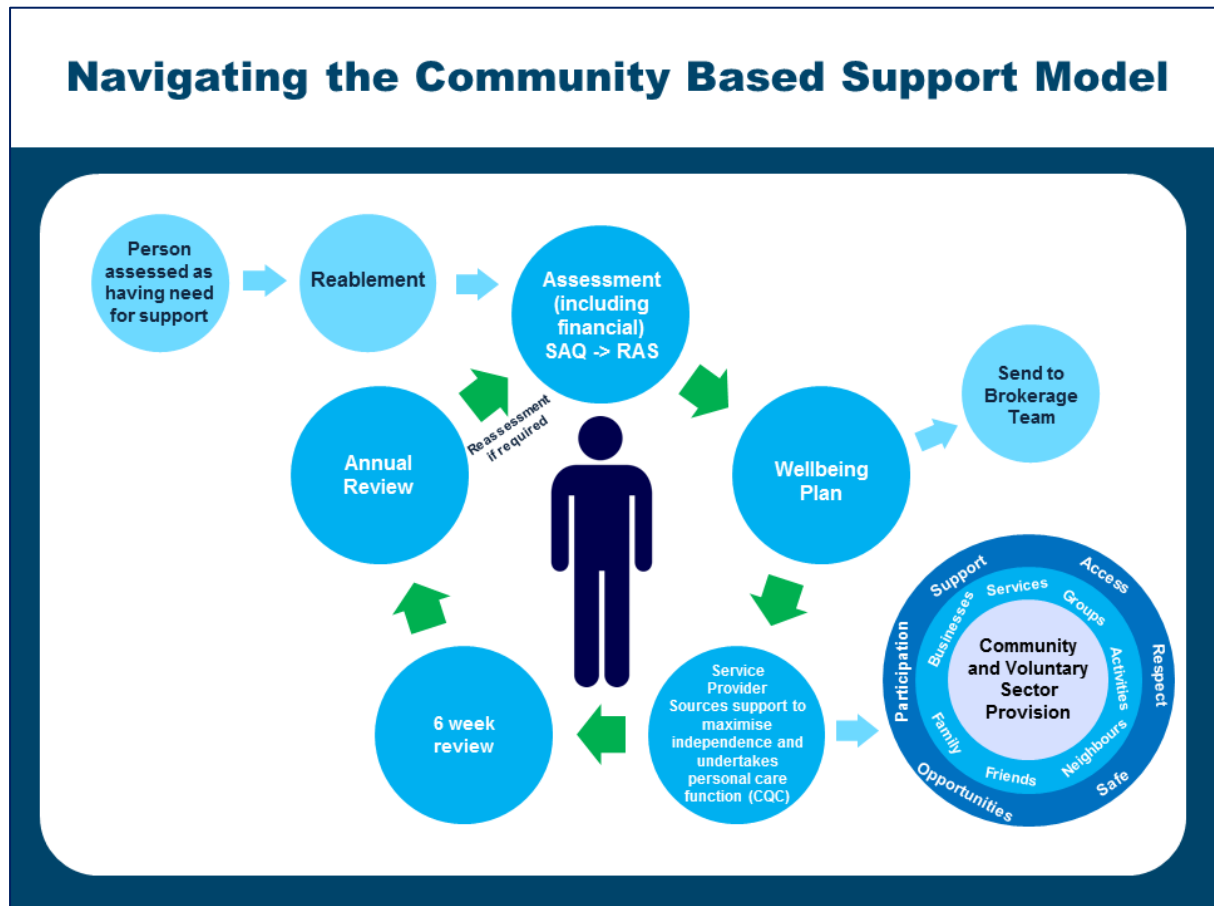 Navigating the Community Based Support Model
Person
assessed as
having need
for support
Reablement
Assessment
(including
financial)
SAQ -> RAS
Send to
Brokerage
Team
Reassessment
if required
Annual
Review
Wellbeing
Plan
6 week
review
Service
Provider
Sources support to
maximise
independence and
undertakes
personal care
function (CQC)
Participation
Support
Access
Respect
Safe
Opportunities
Businesses
Services
Groups
Activities
Neighbours
Friends
Family
Community
and Voluntary
Sector
Provision